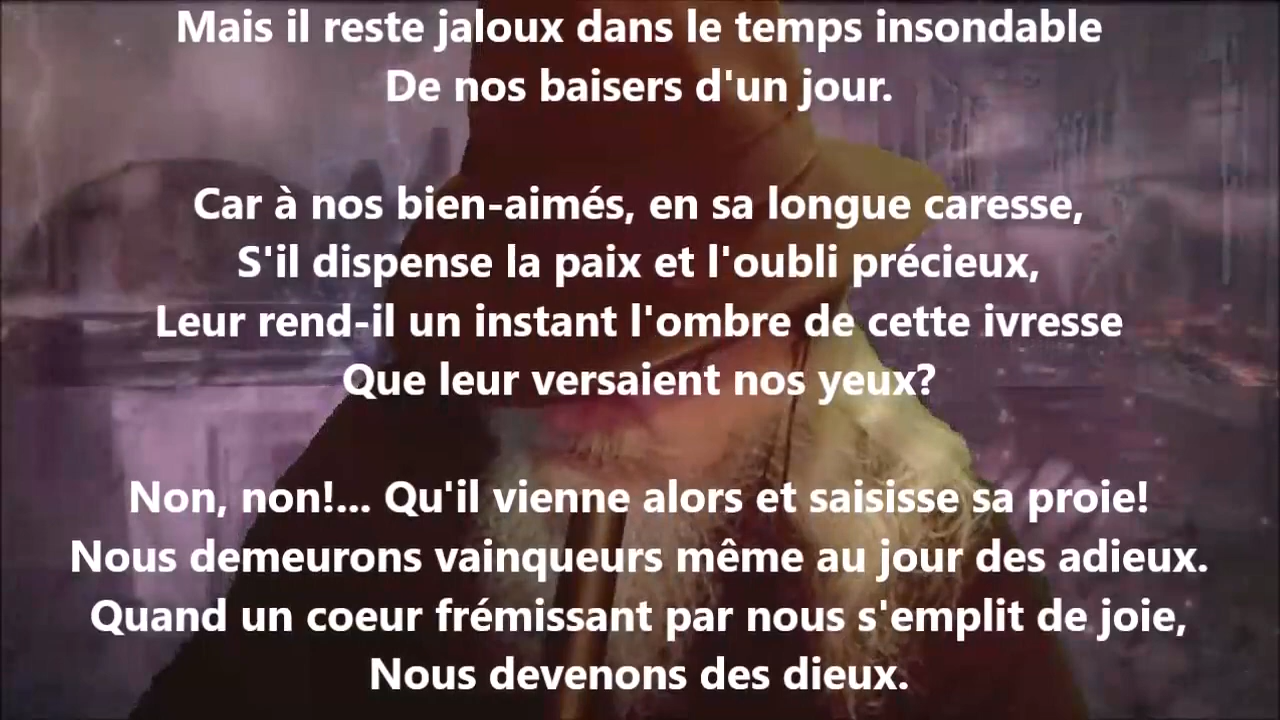 Mais il reste jaloux dans le temps insondable
De nos baisers d'un jour.
Car à nos bien-aimés, en sa longue caresse,
S'il dispense la paix et l'oubli précieux,
Leur rend-il un instant l'ombre de cette ivresse
Que leur versaient nos yeux?
Non, non!... Qu'il vienne alors et saisisse sa proie!
Nous demeurons vainqueurs même au jour des adieux.
Quand un coeur frémissant par nous s'emplit de joie,
Nous devenons des dieux.